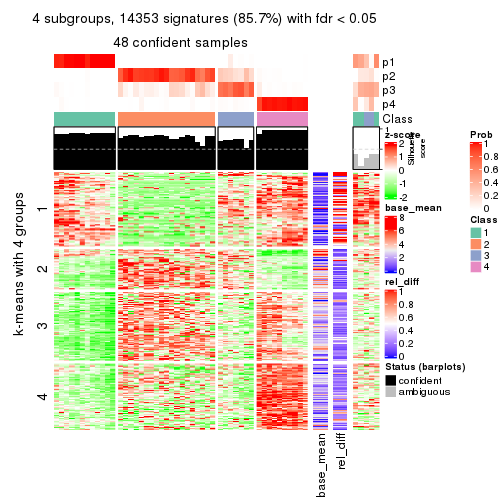 4 subgroups, 14353 signatures (85.7%) with fdr < 0.05
48 confident samples
p1
p2
p3
p4
Class
1
Silhouette
score
k-means with 4 groups
1
2
3
4
base_mean
rel_diff
z-score
2
1
0
-1
-2
base_mean
8
6
4
2
0
rel_diff
1
0.8
0.6
0.4
0.2
0
Status (barplots)
confident
ambiguous
Prob
1
0.8
0.6
0.4
0.2
0
Class
1
2
3
4